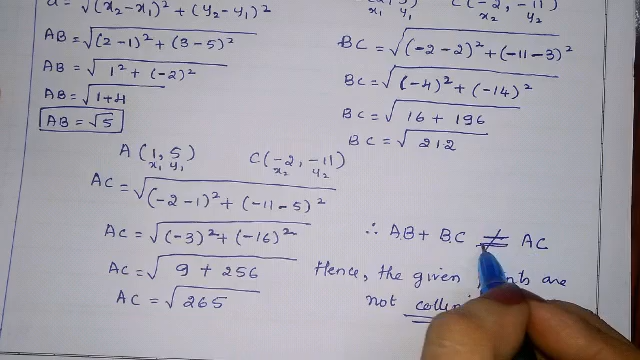 d = √(x₂-x₁)² + (y₂-y₁)²
AB = √(2-1)² + (3-5)²
AB = √1² + (-2)²
AB = √1+4
AB = √5
x₁ y₁
C(-2, -11)
x₂ y₂
BC = √(-2-2)² + (-11-3)²
BC = √(-4)² + (-14)²
BC = √16 + 196
BC = √212
A(1, 5) C(-2, -11)
x₁ y₁ x₂ y₂
AC = √(-2-1)² + (-11-5)²
AC = √(-3)² + (-16)²
AC = √9 + 256
AC = √265
∴ AB + BC ≠ AC
Hence, the given are
not